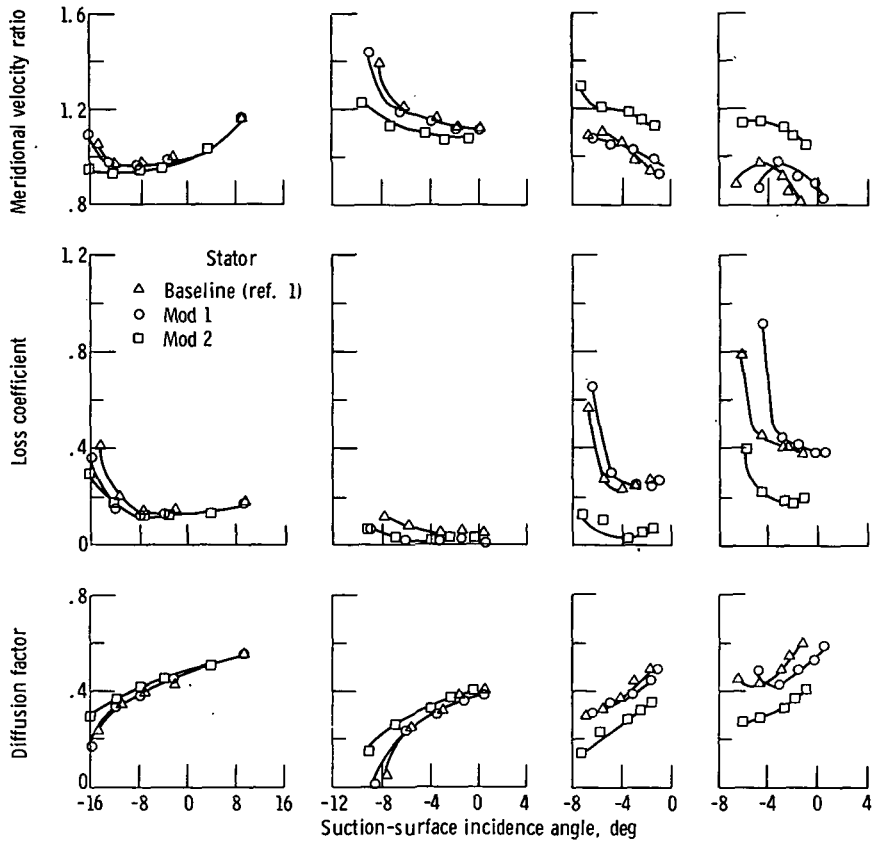 Meridional velocity ratio
1.6
1.2
.8
Loss coefficient
1.2
.8
.4
0
Stator
Baseline (ref. 1)
Mod 1
Mod 2
Diffusion factor
.8
.4
0
-16 -8 0 8 16 -12 -8 -4 0 4 -8 -4 0 -8 -4 0 4
Suction-surface incidence angle, deg